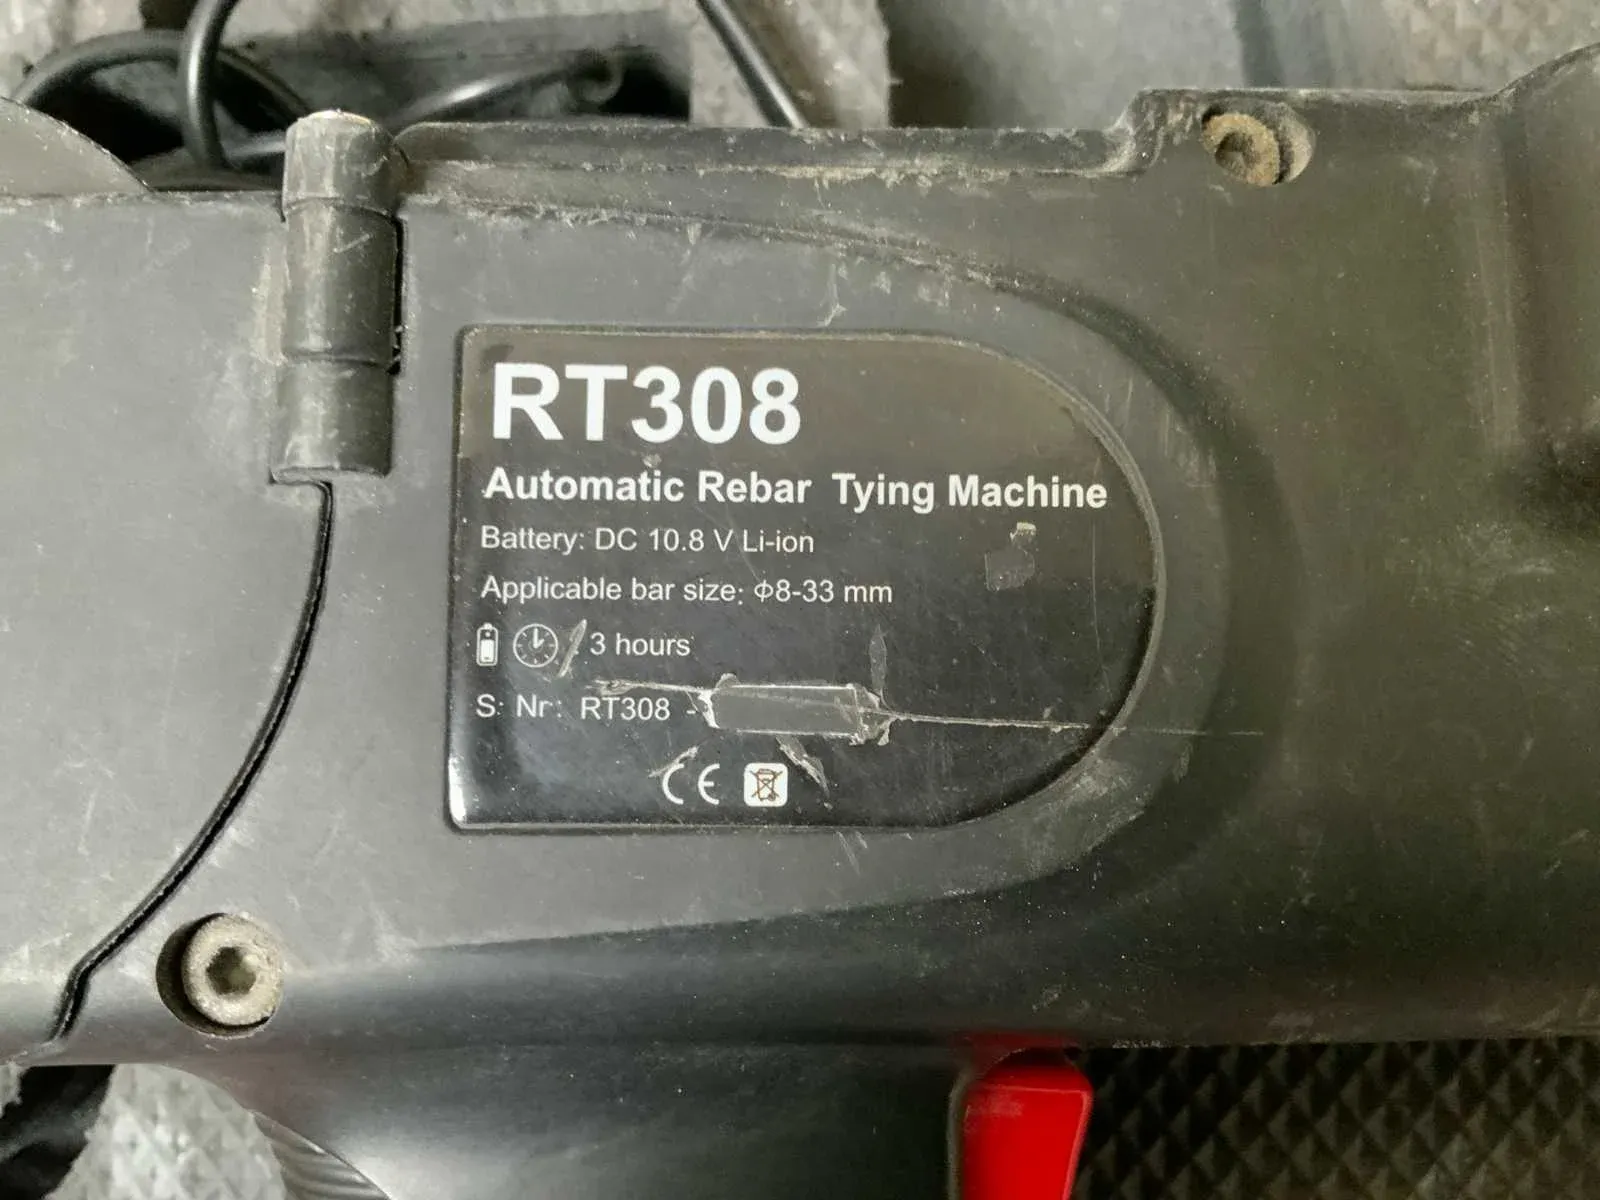 RT308
Automatic Rebar Tying Machine
Battery: DC 10.8 V Li-ion
Applicable bar size: Φ8-33 mm
3 hours
S: Nr: RT308 -
CE